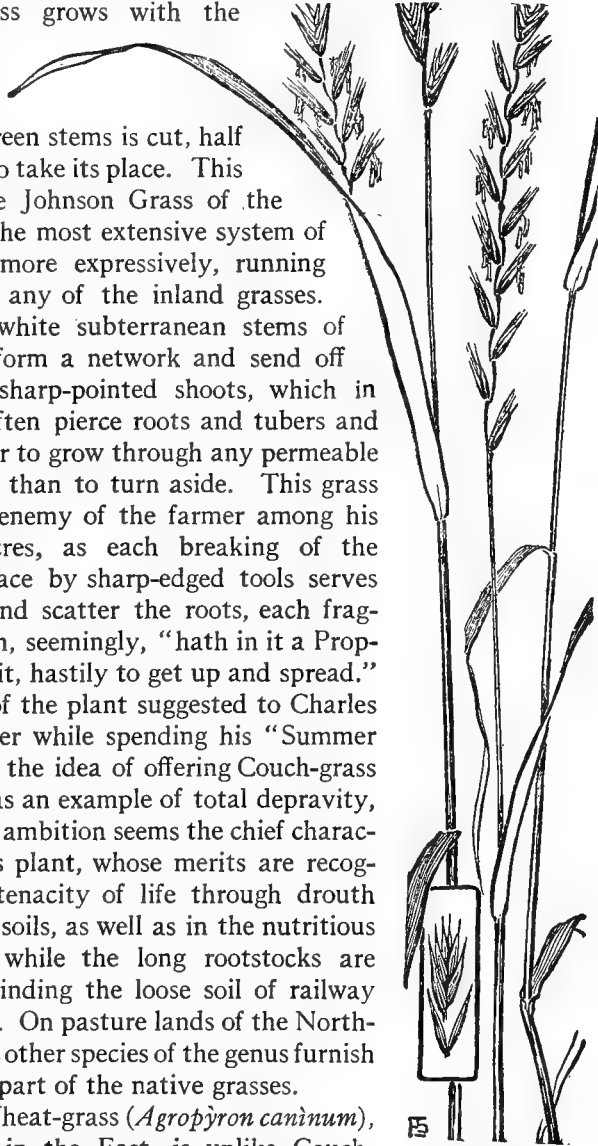 ss grows with the
reen stems is cut, half
o take its place. This
e Johnson Grass of the
he most extensive system of
more expressively, running
any of the inland grasses.
white subterranean stems of
form a network and send off
sharp-pointed shoots, which in
ften pierce roots and tubers and
r to grow through any permeable
than to turn aside. This grass
enemy of the farmer among his
cres, as each breaking of the
ace by sharp-edged tools serves
nd scatter the roots, each frag-
n, seemingly, “hath in it a Prop-
it, hastily to get up and spread.”
of the plant suggested to Charles
er while spending his “Summer
the idea of offering Couch-grass
as an example of total depravity,
ambition seems the chief charac-
s plant, whose merits are recog-
tenacity of life through drouth
soils, as well as in the nutritious
while the long rootstocks are
inding the loose soil of railway
. On pasture lands of the North-
other species of the genus furnish
part of the native grasses.
heat-grass (Agropỳron canìnum),
in the East, is unlike Couch-